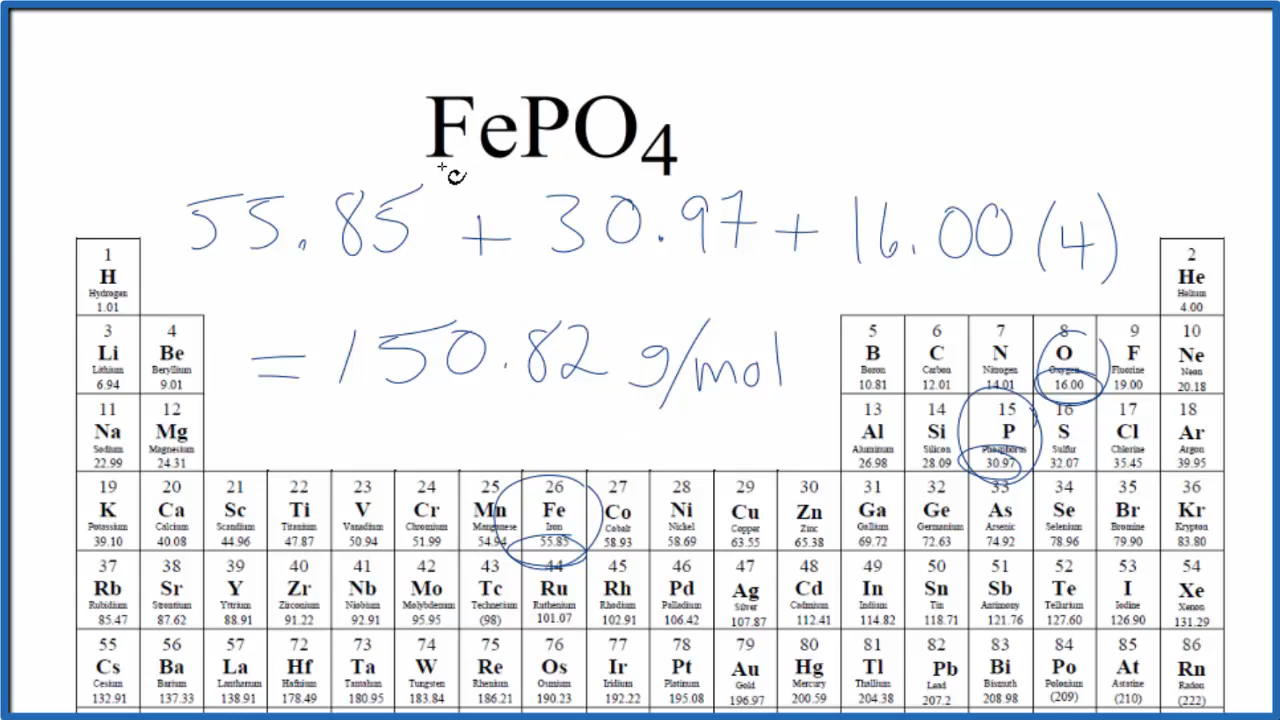 FePO4
55.85 + 30.97 + 16.00 (4)
= 150.82 g/mol
1 2
H He
Hydrogen Helium
1.01 4.00
3 4 5 6 7 8 9 10
Li Be B C N O F Ne
Lithium Beryllium Boron Carbon Nitrogen Oxygen Fluorine Neon
6.94 9.01 10.81 12.01 14.01 16.00 19.00 20.18
11 12 13 14 15 16 17 18
Na Mg Al Si P S Cl Ar
Sodium Magnesium Aluminum Silicon Phosphorus Sulfur Chlorine Argon
22.99 24.31 26.98 28.09 30.97 32.07 35.45 39.95
19 20 21 22 23 24 25 26 27 28 29 30 31 32 33 34 35 36
K Ca Sc Ti V Cr Mn Fe Co Ni Cu Zn Ga Ge As Se Br Kr
Potassium Calcium Scandium Titanium Vanadium Chromium Manganese Iron Cobalt Nickel Copper Zinc Gallium Germanium Arsenic Selenium Bromine Krypton
39.10 40.08 44.96 47.87 50.94 51.99 54.94 55.85 58.93 58.69 63.55 65.38 69.72 72.63 74.92 78.96 79.90 83.80
37 38 39 40 41 42 43 44 45 46 47 48 49 50 51 52 53 54
Rb Sr Y Zr Nb Mo Tc Ru Rh Pd Ag Cd In Sn Sb Te I Xe
Rubidium Strontium Yttrium Zirconium Niobium Molybdenum Technetium Ruthenium Rhodium Palladium Silver Cadmium Indium Tin Antimony Tellurium Iodine Xenon
85.47 87.62 88.91 91.22 92.91 95.95 (98) 101.07 102.91 106.42 107.87 112.41 114.82 118.71 121.76 127.60 126.90 131.29
55 56 57 72 73 74 75 76 77 78 79 80 81 82 83 84 85 86
Cs Ba La Hf Ta W Re Os Ir Pt Au Hg Tl Pb Bi Po At Rn
Cesium Barium Lanthanum Hafnium Tantalum Tungsten Rhenium Osmium Iridium Platinum Gold Mercury Thallium Lead Bismuth Polonium Astatine Radon
132.91 137.33 138.91 178.49 180.95 183.84 186.21 190.23 192.22 195.08 196.97 200.59 204.38 207.2 208.98 (209) (210) (222)